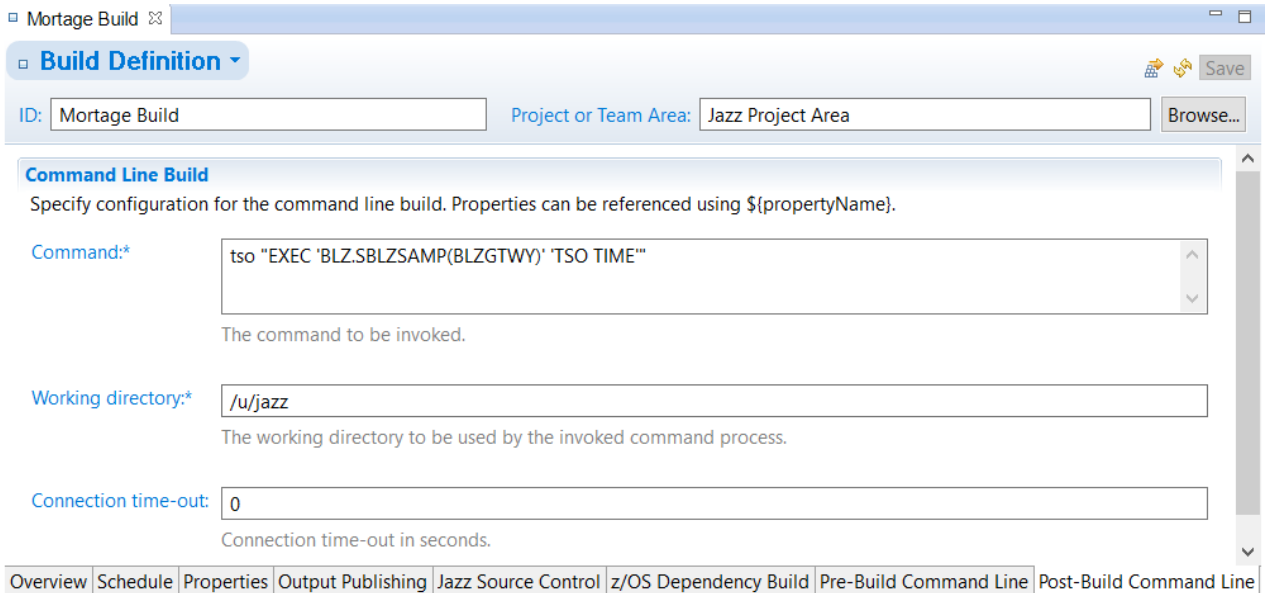 Mortage Build
Build Definition
Save
ID: Mortage Build Project or Team Area: Jazz Project Area Browse...
Command Line Build
Specify configuration for the command line build. Properties can be referenced using ${propertyName}.
Command:* tso "EXEC 'BLZ.SBLZSAMP(BLZGTWY)' 'TSO TIME'"
The command to be invoked.
Working directory:* /u/jazz
The working directory to be used by the invoked command process.
Connection time-out: 0
Connection time-out in seconds.
Overview Schedule Properties Output Publishing Jazz Source Control z/OS Dependency Build Pre-Build Command Line Post-Build Command Line